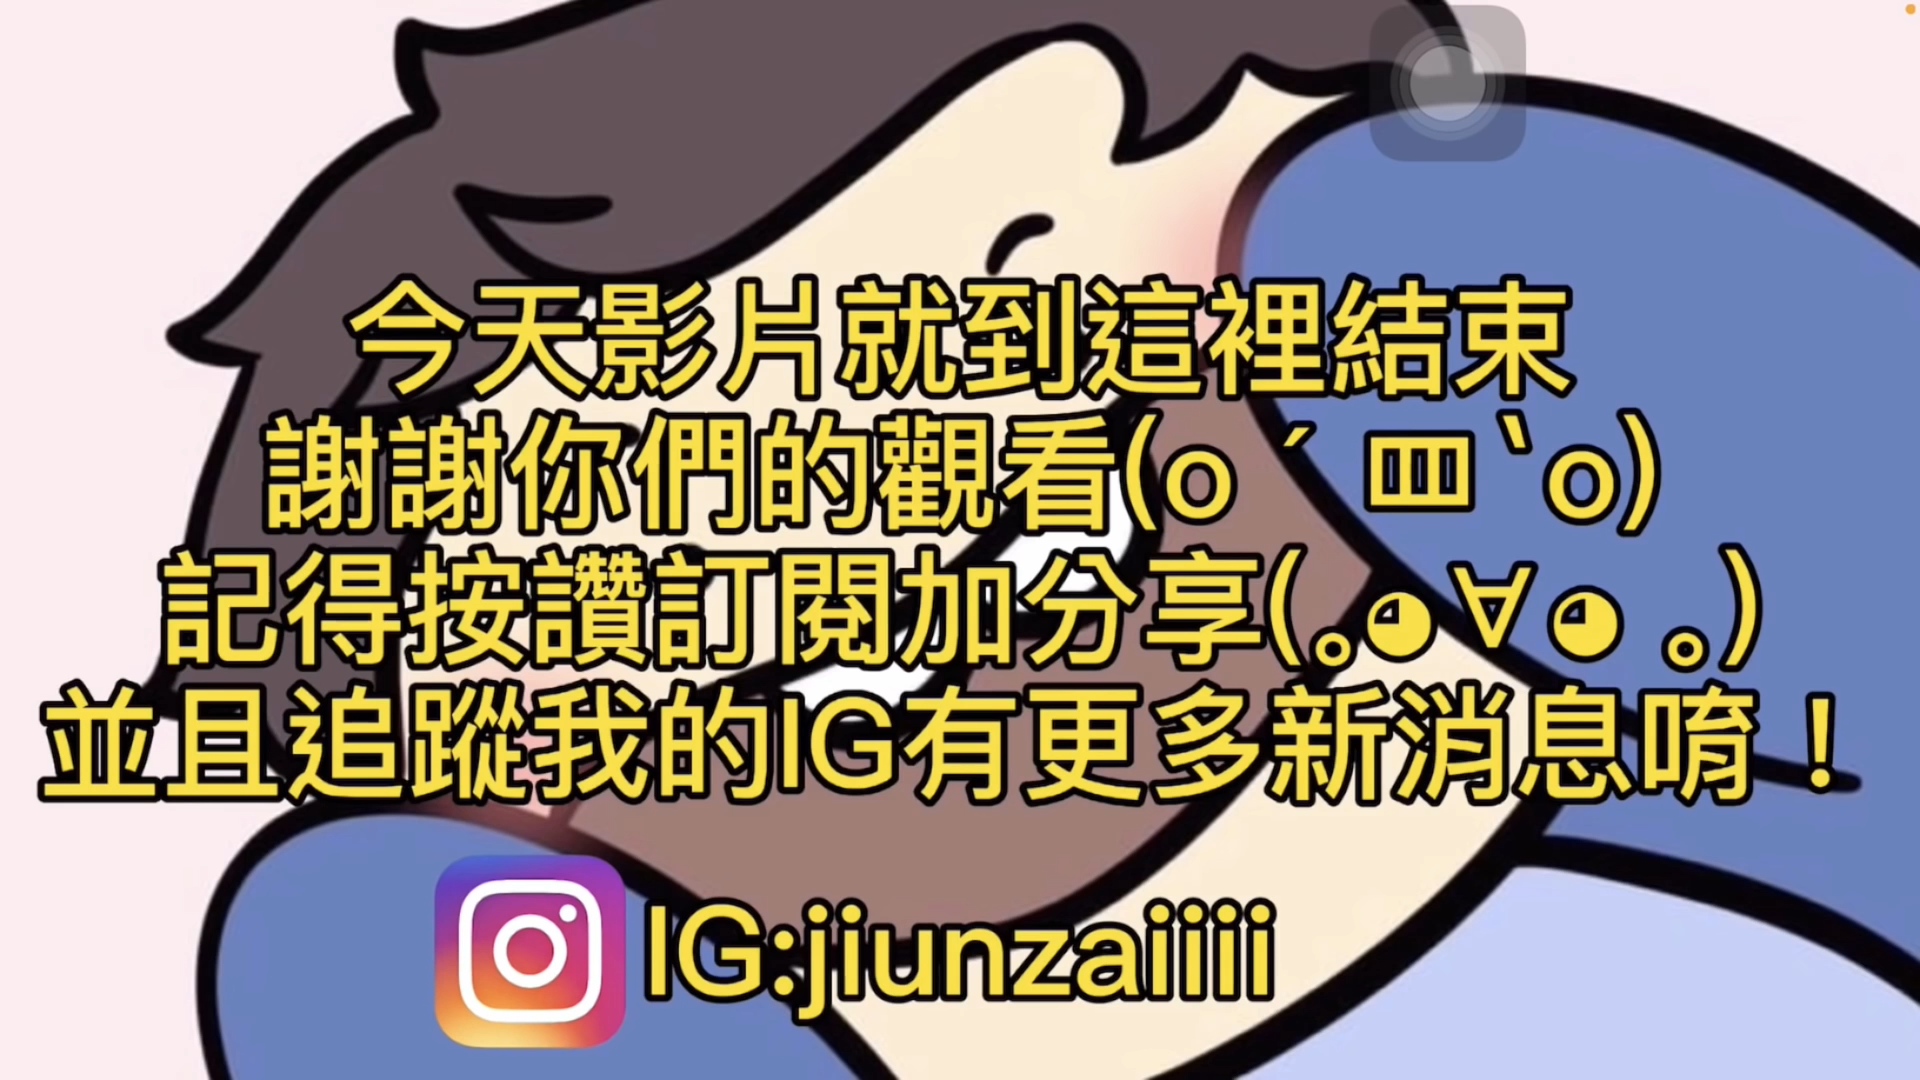 今天影片就到這裡結束
謝謝你們的觀看(o´罒`o)
記得按讚訂閱加分享(｡◕∀◕｡)
並且追蹤我的IG有更多新消息唷！
IG:jiunzaiiii